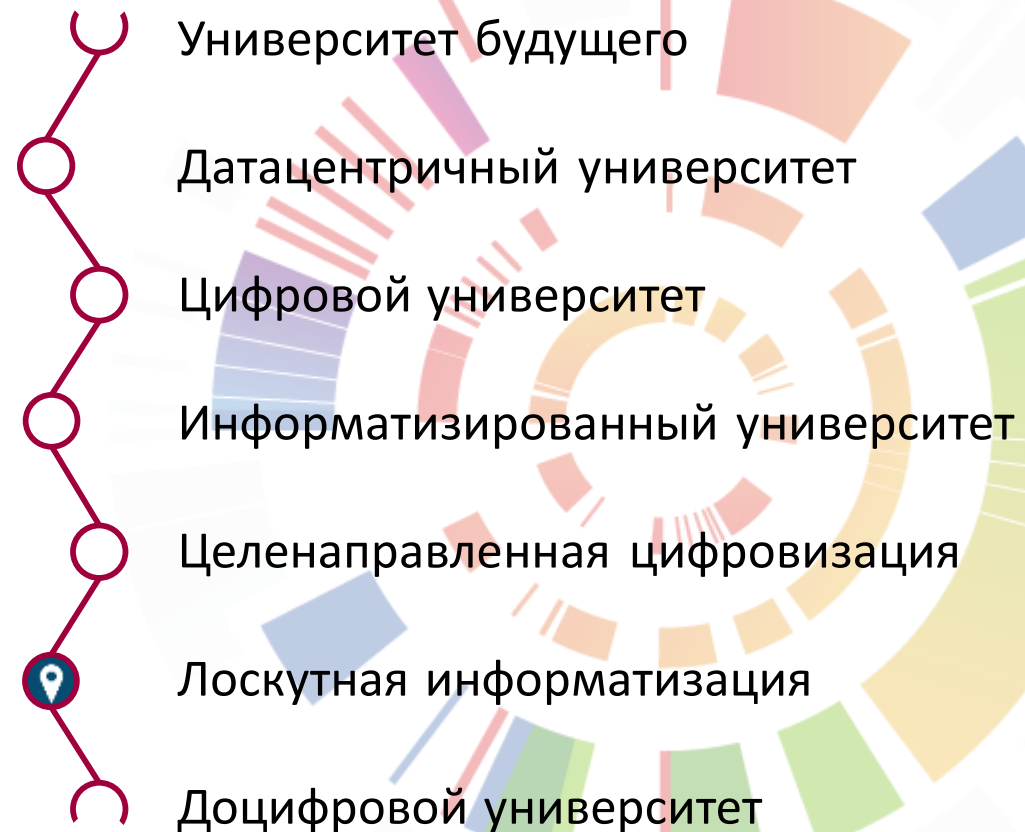 Университет будущего
Датацентричный университет
Цифровой университет
Информатизированный университет
Целенаправленная цифровизация
Лоскутная информатизация
Доцифровой университет